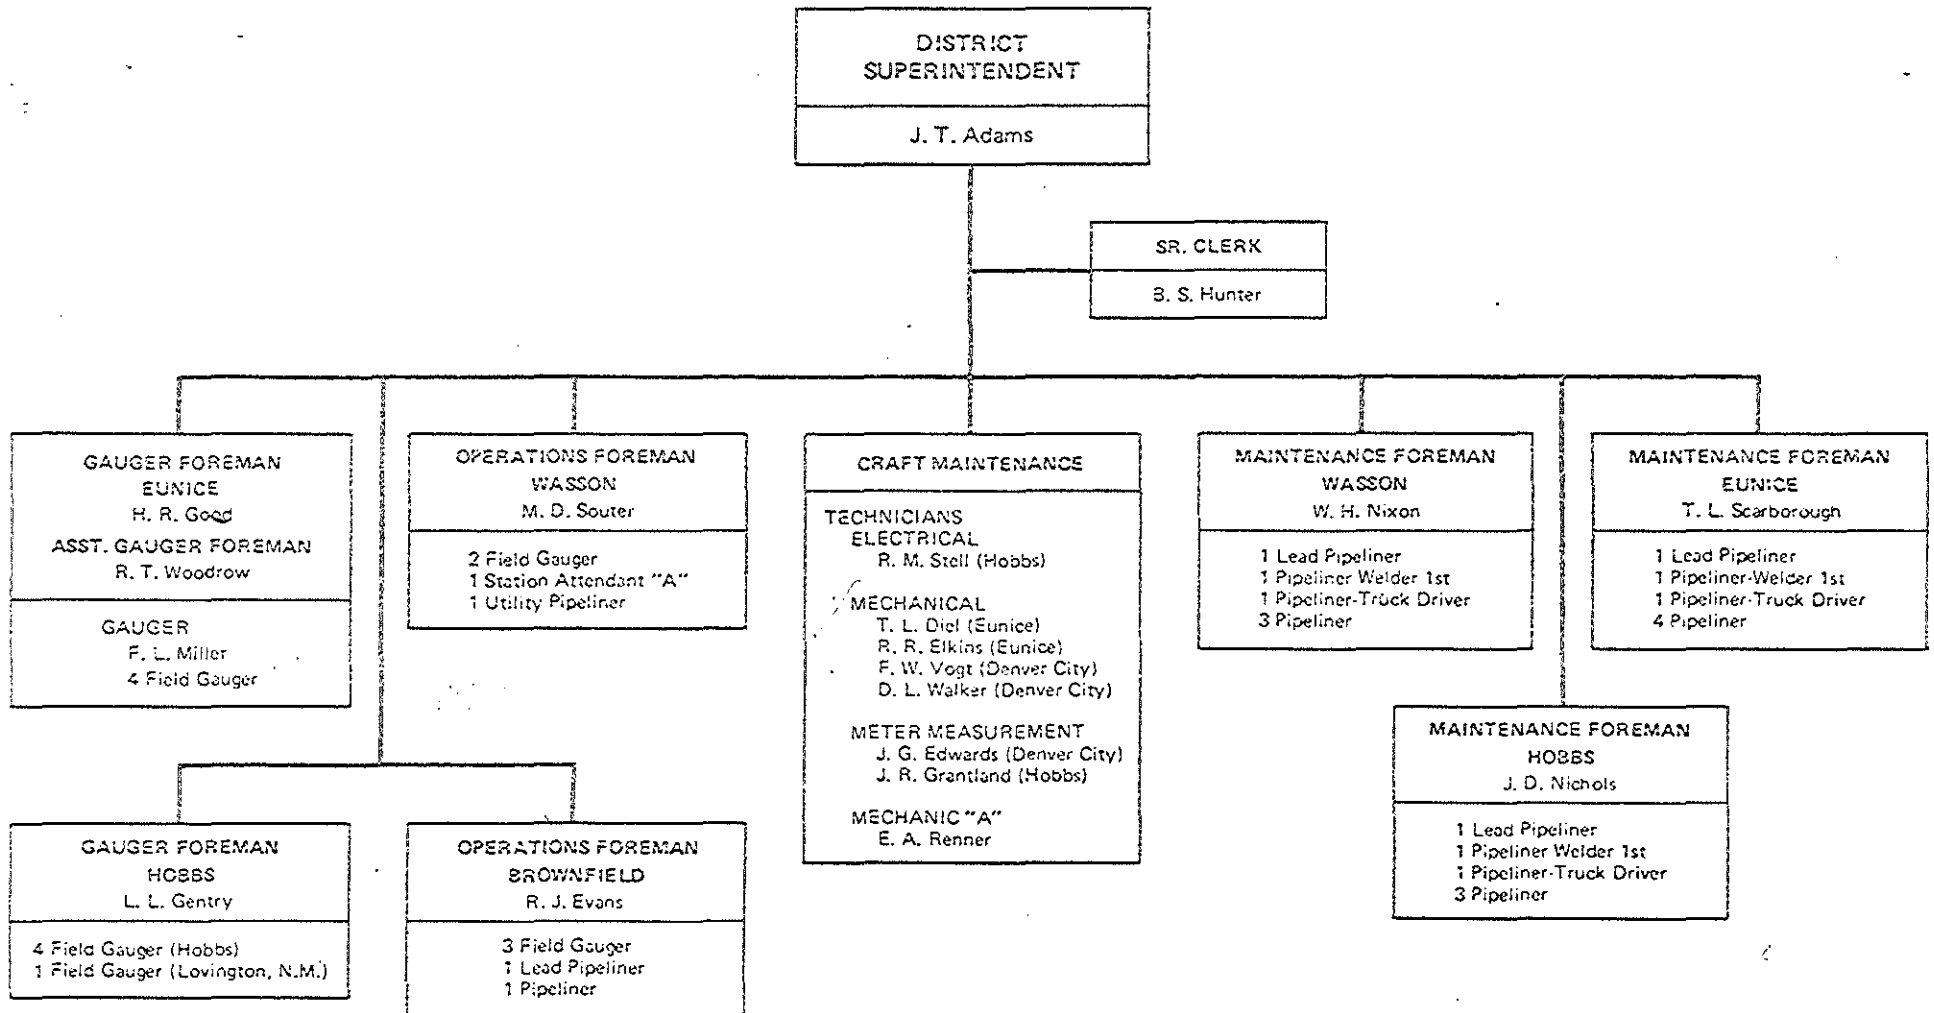 DISTRICT
SUPERINTENDENT
J. T. Adams
SR. CLERK
B. S. Hunter
GAUGER FOREMAN
EUNICE
H. R. Good
ASST. GAUGER FOREMAN
R. T. Woodrow
GAUGER
F. L. Miller
4 Field Gauger
OPERATIONS FOREMAN
WASSON
M. D. Souter
2 Field Gauger
1 Station Attendant "A"
1 Utility Pipeliner
CRAFT MAINTENANCE
TECHNICIANS
ELECTRICAL
R. M. Stell (Hobbs)
MECHANICAL
T. L. Diel (Eunice)
R. R. Elkins (Eunice)
F. W. Vogt (Denver City)
D. L. Walker (Denver City)
METER MEASUREMENT
J. G. Edwards (Denver City)
J. R. Grantland (Hobbs)
MECHANIC "A"
E. A. Renner
MAINTENANCE FOREMAN
WASSON
W. H. Nixon
1 Lead Pipeliner
1 Pipeliner Welder 1st
1 Pipeliner-Truck Driver
3 Pipeliner
MAINTENANCE FOREMAN
EUNICE
T. L. Scarborough
1 Lead Pipeliner
1 Pipeliner-Welder 1st
1 Pipeliner-Truck Driver
4 Pipeliner
GAUGER FOREMAN
HOBBS
L. L. Gentry
4 Field Gauger (Hobbs)
1 Field Gauger (Lovington, N.M.)
OPERATIONS FOREMAN
BROWNFIELD
R. J. Evans
3 Field Gauger
1 Lead Pipeliner
1 Pipeliner
MAINTENANCE FOREMAN
HOBBS
J. D. Nichols
1 Lead Pipeliner
1 Pipeliner Welder 1st
1 Pipeliner-Truck Driver
3 Pipeliner